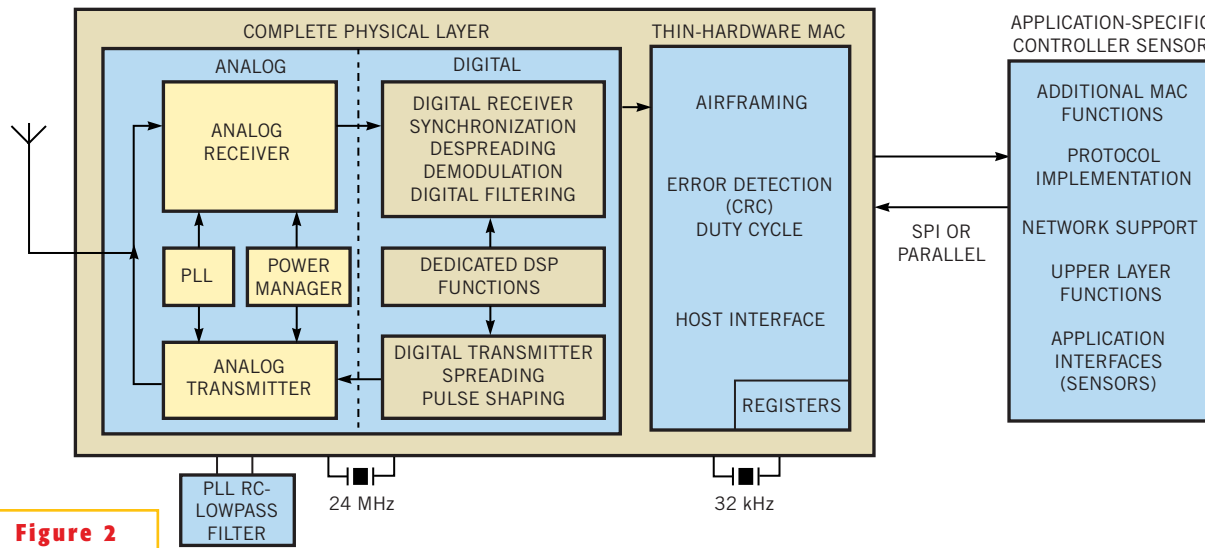 COMPLETE PHYSICAL LAYER
THIN-HARDWARE MAC
APPLICATION-SPECIFIC
CONTROLLER SENSOR
ANALOG
DIGITAL
ANALOG
RECEIVER
DIGITAL RECEIVER
SYNCHRONIZATION
DESPREADING
DEMODULATION
DIGITAL FILTERING
PLL
POWER
MANAGER
DEDICATED DSP
FUNCTIONS
ANALOG
TRANSMITTER
DIGITAL TRANSMITTER
SPREADING
PULSE SHAPING
AIRFRAMING
ERROR DETECTION
(CRC)
DUTY CYCLE
HOST INTERFACE
REGISTERS
SPI OR
PARALLEL
ADDITIONAL MAC
FUNCTIONS
PROTOCOL
IMPLEMENTATION
NETWORK SUPPORT
UPPER LAYER
FUNCTIONS
APPLICATION
INTERFACES
(SENSORS)
PLL RC-
LOWPASS
FILTER
24 MHz
32 kHz
Figure 2